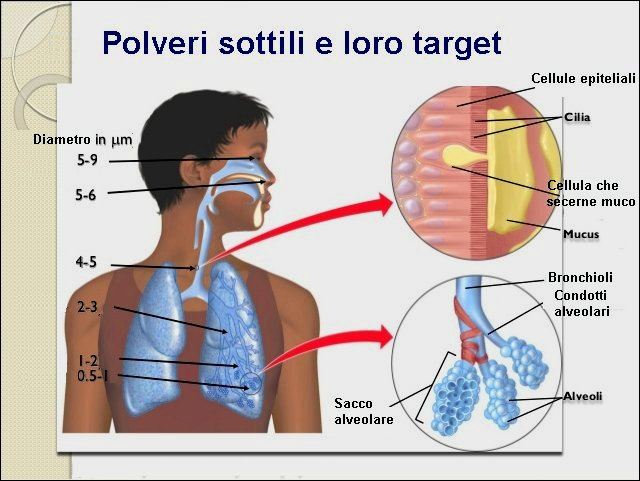 Polveri sottili e loro target
Diametro in µm
5-9
5-6
4-5
2-3
1-2
0.5-1
Cellule epiteliali
Cilia
Cellula che
secerne muco
Mucus
Bronchioli
Condotti
alveolari
Alveoli
Sacco
alveolare